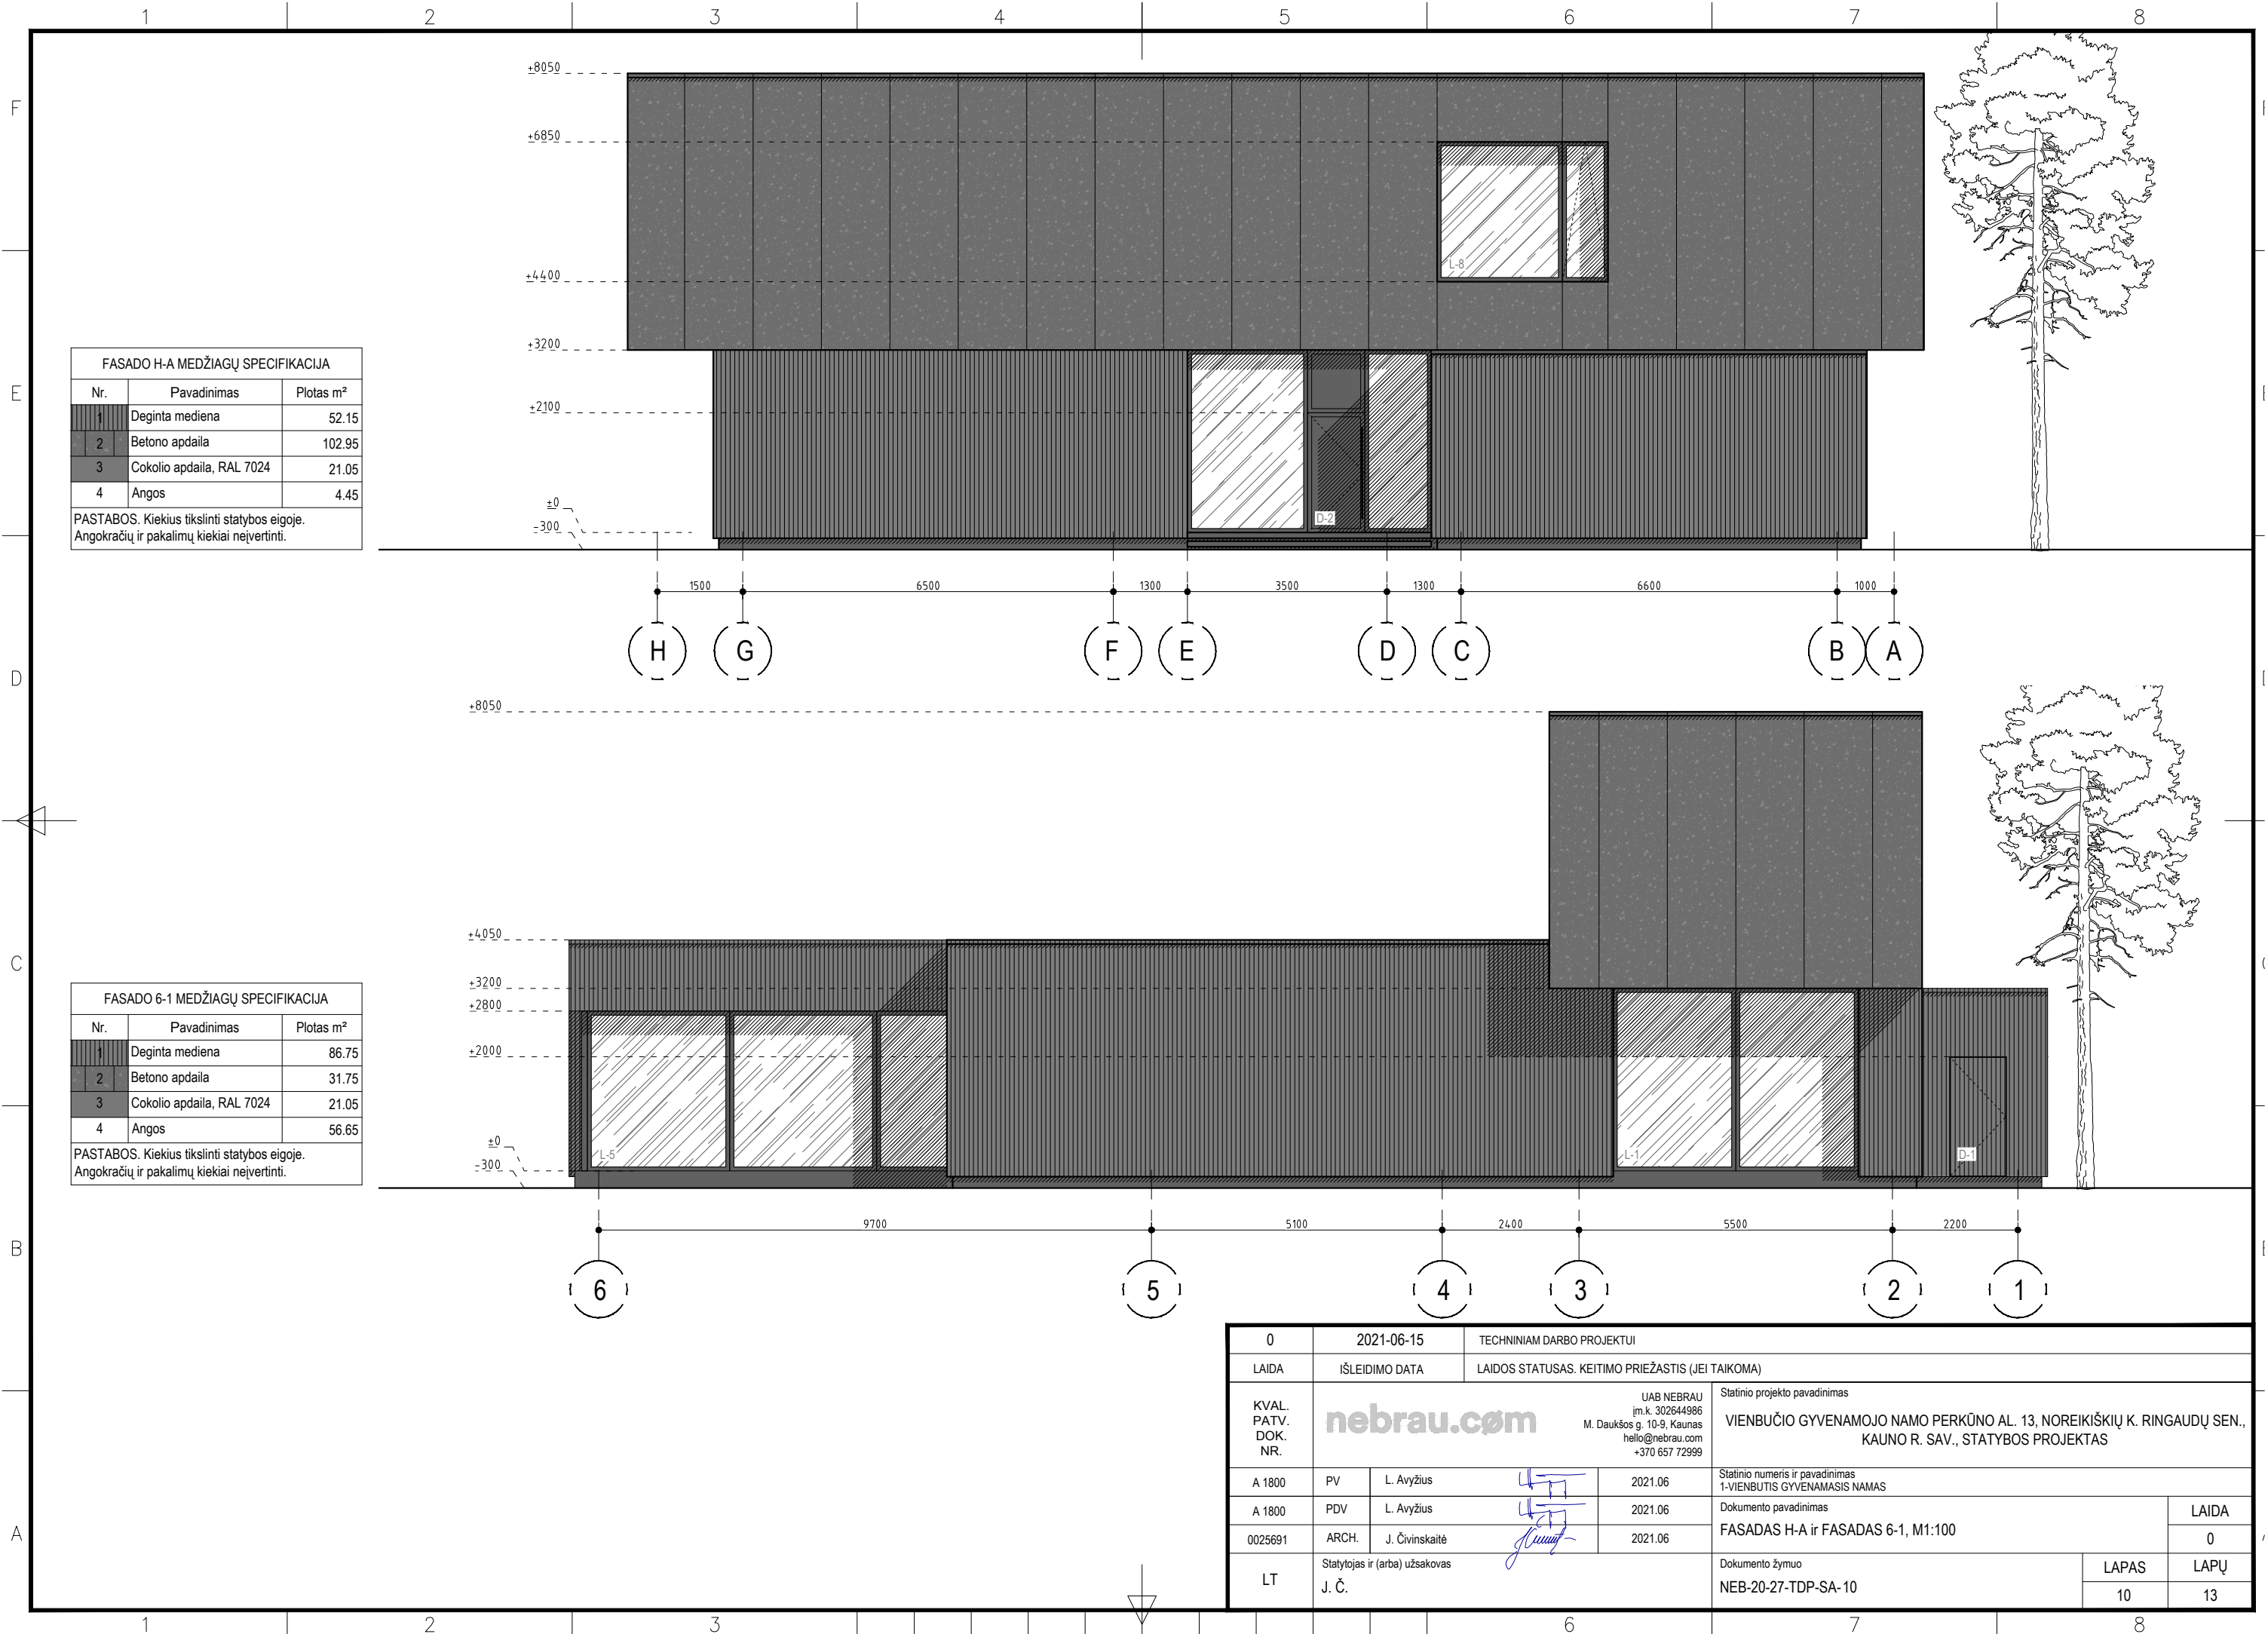 1 2 3 4 5 6 7 8
F
E
D
C
B
A
+8050
+6850
+4400
+3200
+2100
±0
-300
L-8
D-2
FASADO H-A MEDŽIAGŲ SPECIFIKACIJA
Nr. Pavadinimas Plotas m²
1 Deginta mediena 52.15
2 Betono apdaila 102.95
3 Cokolio apdaila, RAL 7024 21.05
4 Angos 4.45
PASTABOS. Kiekius tikslinti statybos eigoje.
Angokračių ir pakalimų kiekiai neįvertinti.
1500 6500 1300 3500 1300 6600 1000
H G F E D C B A
+8050
+4050
+3200
+2800
+2000
±0
-300
L-5
L-1
D-1
FASADO 6-1 MEDŽIAGŲ SPECIFIKACIJA
Nr. Pavadinimas Plotas m²
1 Deginta mediena 86.75
2 Betono apdaila 31.75
3 Cokolio apdaila, RAL 7024 21.05
4 Angos 56.65
PASTABOS. Kiekius tikslinti statybos eigoje.
Angokračių ir pakalimų kiekiai neįvertinti.
9700 5100 2400 5500 2200
6 5 4 3 2 1
0 2021-06-15 TECHNINIAM DARBO PROJEKTUI
LAIDA IŠLEIDIMO DATA LAIDOS STATUSAS. KEITIMO PRIEŽASTIS (JEI TAIKOMA)
KVAL.
PATV.
DOK.
NR.
nebrau.cøm
UAB NEBRAU
įm.k. 302644986
M. Daukšos g. 10-9, Kaunas
hello@nebrau.com
+370 657 72999
Statinio projekto pavadinimas
VIENBUČIO GYVENAMOJO NAMO PERKŪNO AL. 13, NOREIKIŠKIŲ K. RINGAUDŲ SEN.,
KAUNO R. SAV., STATYBOS PROJEKTAS
A 1800 PV L. Avyžius 2021.06
A 1800 PDV L. Avyžius 2021.06
0025691 ARCH. J. Čivinskaitė 2021.06
Statinio numeris ir pavadinimas
1-VIENBUTIS GYVENAMASIS NAMAS
Dokumento pavadinimas
FASADAS H-A ir FASADAS 6-1, M1:100
LAIDA
0
LT
Statytojas ir (arba) užsakovas
J. Č.
Dokumento žymuo
NEB-20-27-TDP-SA-10
LAPAS LAPŲ
10 13
1 2 3 6 7 8